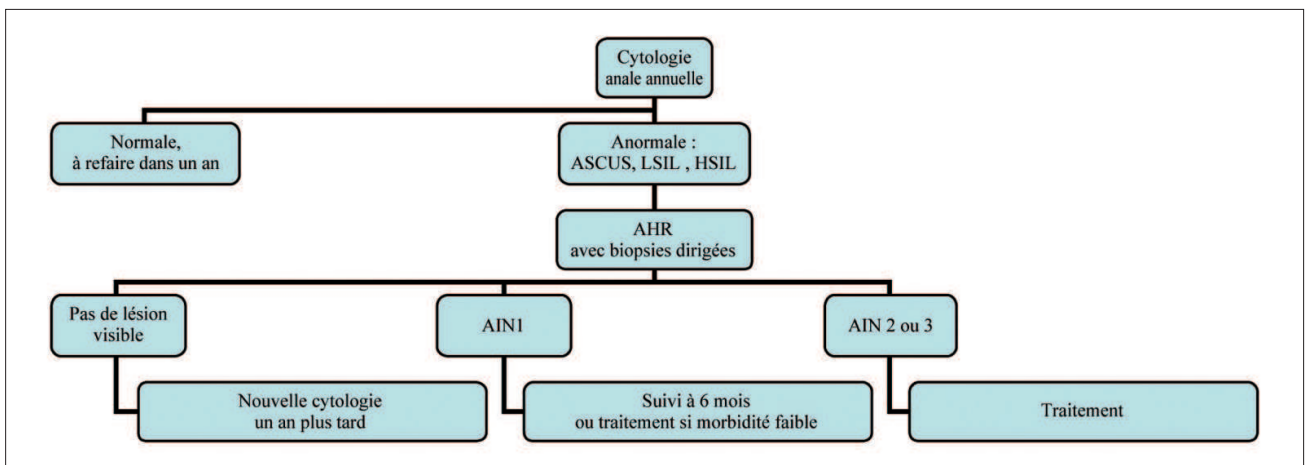 Cytologie
anale annuelle
Normale,
à refaire dans un an
Anormale :
ASCUS, LSIL , HSIL
AHR
avec biopsies dirigées
Pas de lésion
visible
AIN1
AIN 2 ou 3
Nouvelle cytologie
un an plus tard
Suivi à 6 mois
ou traitement si morbidité faible
Traitement